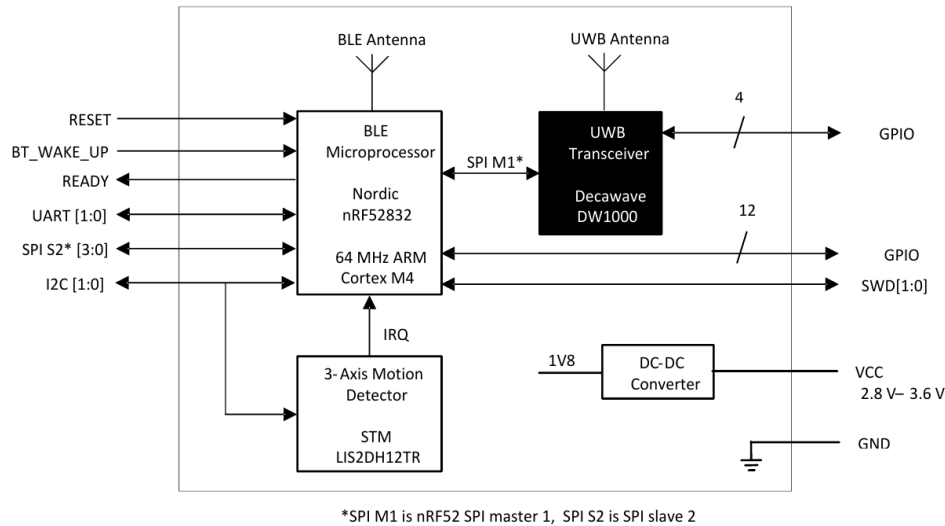 BLE Antenna
UWB Antenna
RESET
BT_WAKE_UP
READY
UART [1:0]
SPI S2* [3:0]
I2C [1:0]
BLE
Microprocessor
Nordic
nRF52832
64 MHz ARM
Cortex M4
SPI M1*
UWB
Transceiver
Decawave
DW1000
4
GPIO
12
GPIO
SWD[1:0]
IRQ
3-Axis Motion
Detector
STM
LIS2DH12TR
1V8
DC-DC
Converter
VCC
2.8 V– 3.6 V
GND
*SPI M1 is nRF52 SPI master 1, SPI S2 is SPI slave 2